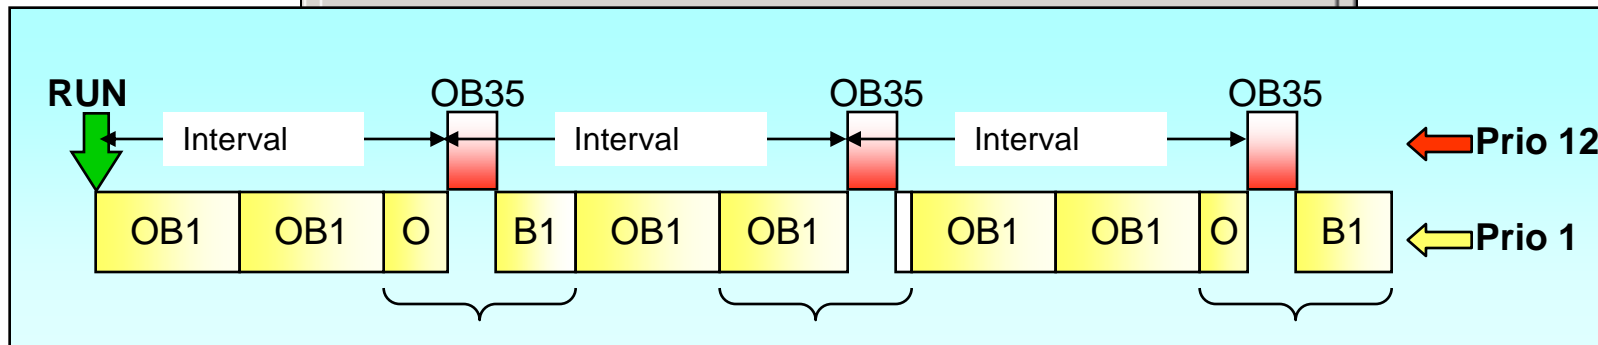 RUN OB35 OB35 OB35
Interval Interval Interval Prio 12
OB1 OB1 O B1 OB1 OB1 OB1 OB1 O B1 Prio 1